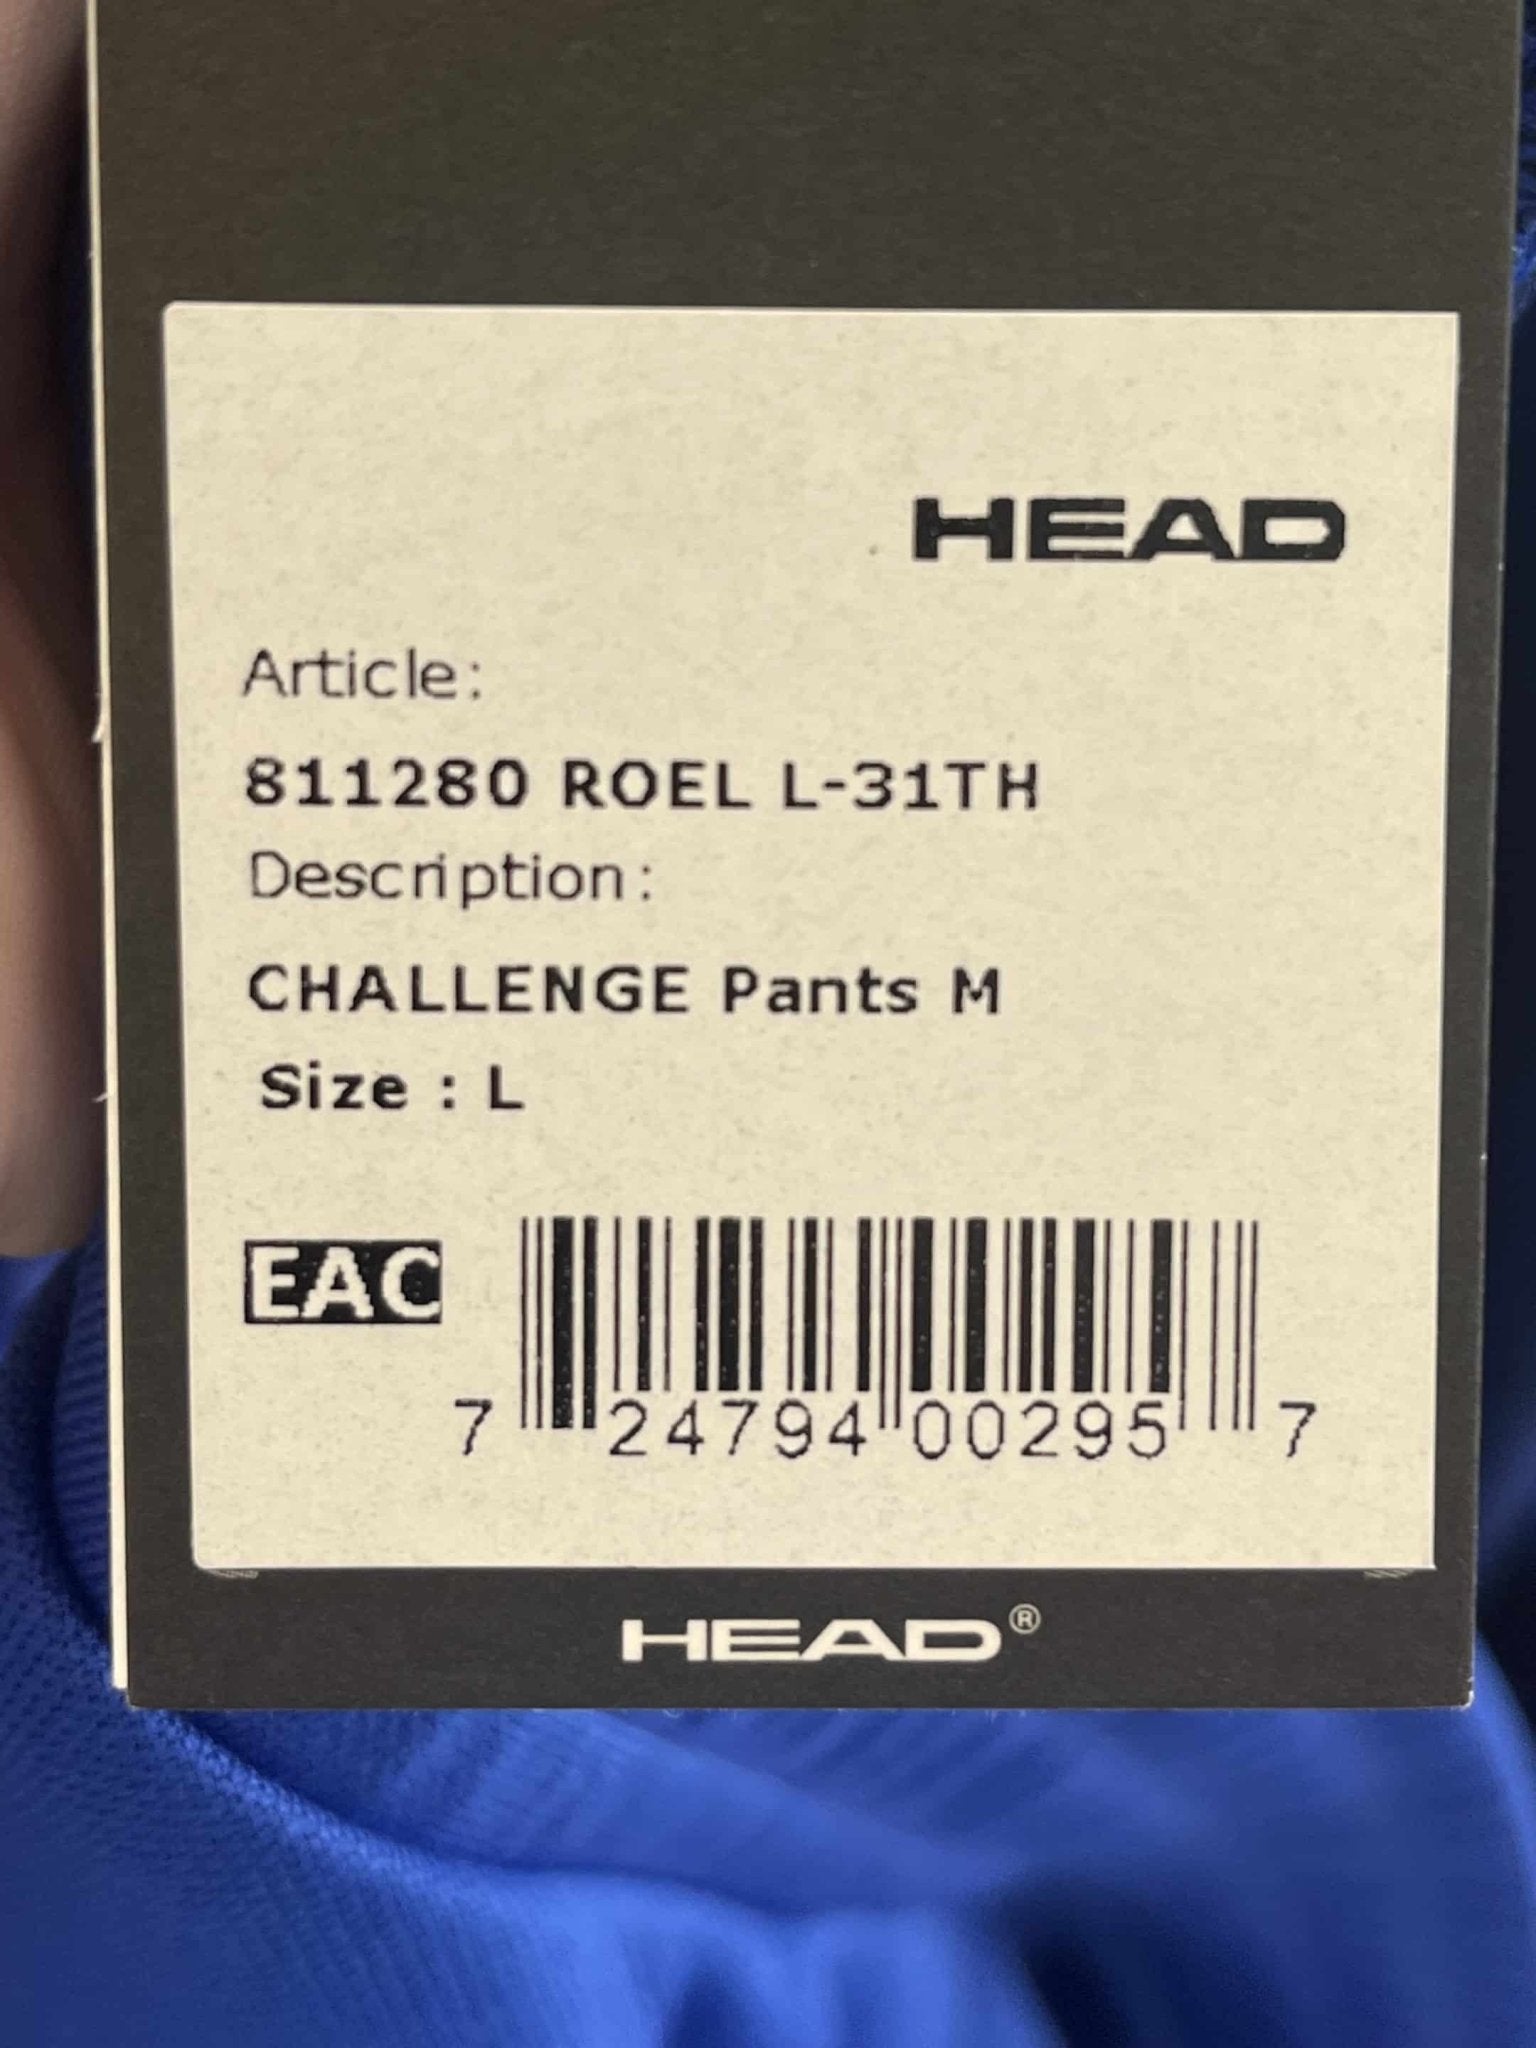 HEAD
Article:
811280 ROEL L-31TH
Description:
CHALLENGE Pants M
Size : L
EAC
7 24794 00295 7
HEAD®